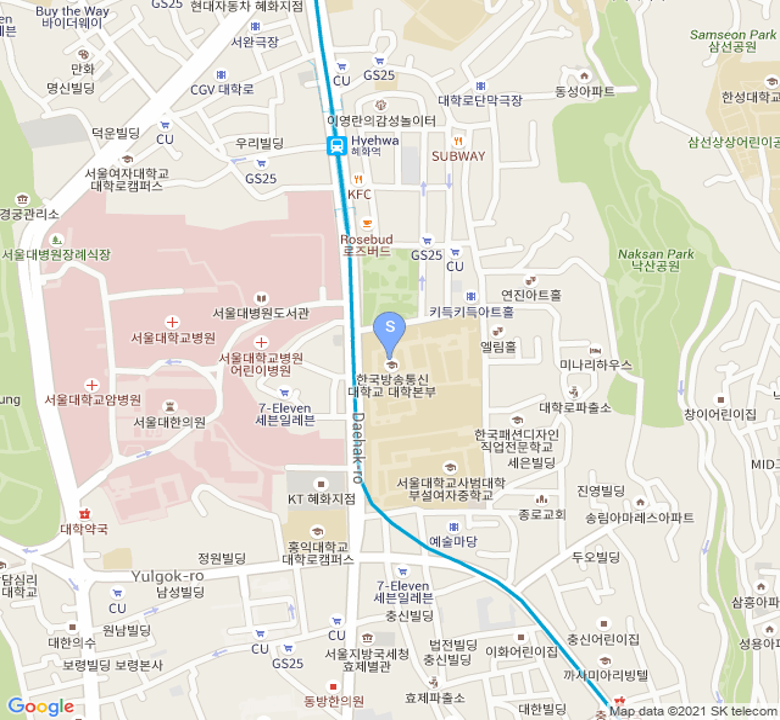 GS25
현대자동차 혜화지점
Buy the Way
바이더웨이
서완극장
Samseon Park
삼선공원
만화
명신빌딩
CGV 대학로
CU
GS25
대학로단막극장
동성아파트
한성대학교
이영란의감성놀이터
덕운빌딩
CU
우리빌딩
Hyehwa
혜화역
SUBWAY
삼선상상어린이공원
서울여자대학교
대학로캠퍼스
GS25
KFC
경궁관리소
서울대병원장례식장
Rosebud
로즈버드
GS25
CU
Naksan Park
낙산공원
연진아트홀
서울대병원도서관
키득키득아트홀
서울대학교병원
S
엘림홀
서울대학교병원
어린이병원
미나리하우스
한국방송통신
대학교 대학본부
서울대학교암병원
7-Eleven
세븐일레븐
서울대한의원
대학로파출소
창이어린이집
Daehak-ro
한국패션디자인
직업전문학교
세은빌딩
MID그
서울대학교사범대학
부설여자중학교
KT 혜화지점
진영빌딩
종로교회
송림아마레스아파트
대학약국
예술마당
홍익대학교
대학로캠퍼스
정원빌딩
두오빌딩
담심리
대학교
Yulgok-ro
남성빌딩
7-Eleven
세븐일레븐
CU
충신빌딩
삼흥아파
원남빌딩
대한의수
CU
CU
GS25
서울지방국세청
효제별관
법전빌딩
충신빌딩
이화어린이집
충신어린이집
성용아파
보령빌딩 보령본사
까사미아리빙텔
동방한의원
효제파출소
대한빌딩
Google
Map data ©2021 SK telecom